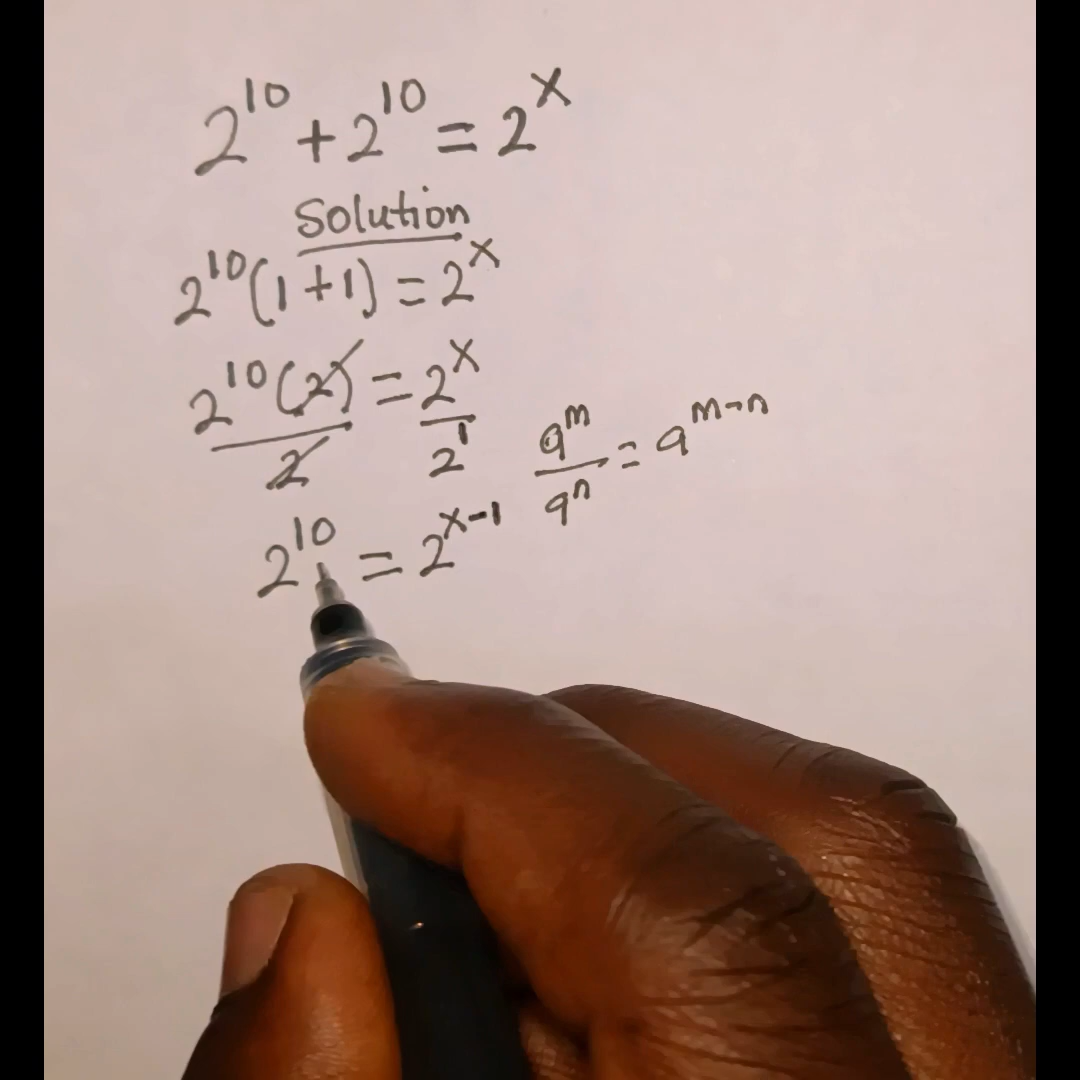 2^10 + 2^10 = 2^x
Solution
2^10(1+1) = 2^x
2^10(2)/2 = 2^x/2^1
a^m/a^n = a^m-n
2^10 = 2^x-1